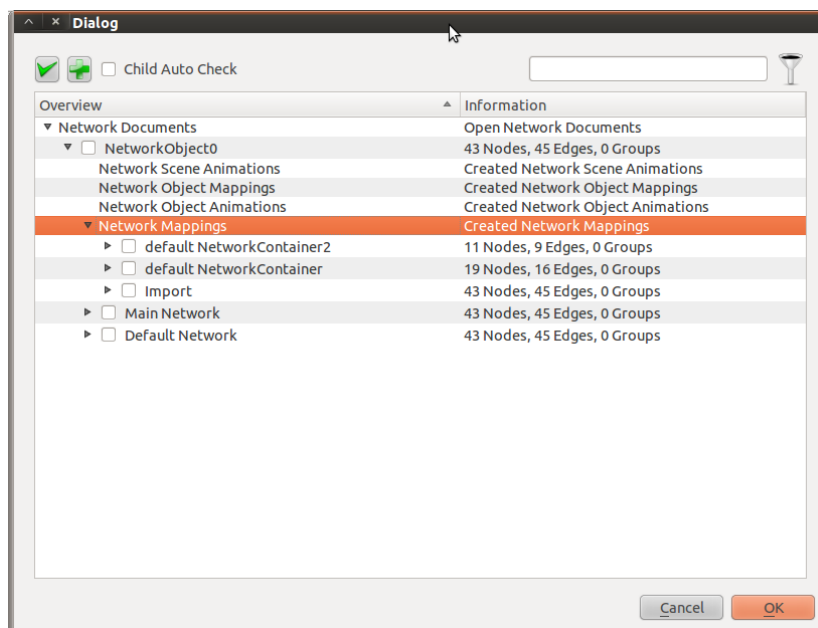 Dialog
Child Auto Check
Overview Information
Network Documents Open Network Documents
NetworkObject0 43 Nodes, 45 Edges, 0 Groups
Network Scene Animations Created Network Scene Animations
Network Object Mappings Created Network Object Mappings
Network Object Animations Created Network Object Animations
Network Mappings Created Network Mappings
default NetworkContainer2 11 Nodes, 9 Edges, 0 Groups
default NetworkContainer 19 Nodes, 16 Edges, 0 Groups
Import 43 Nodes, 45 Edges, 0 Groups
Main Network 43 Nodes, 45 Edges, 0 Groups
Default Network 43 Nodes, 45 Edges, 0 Groups
Cancel OK